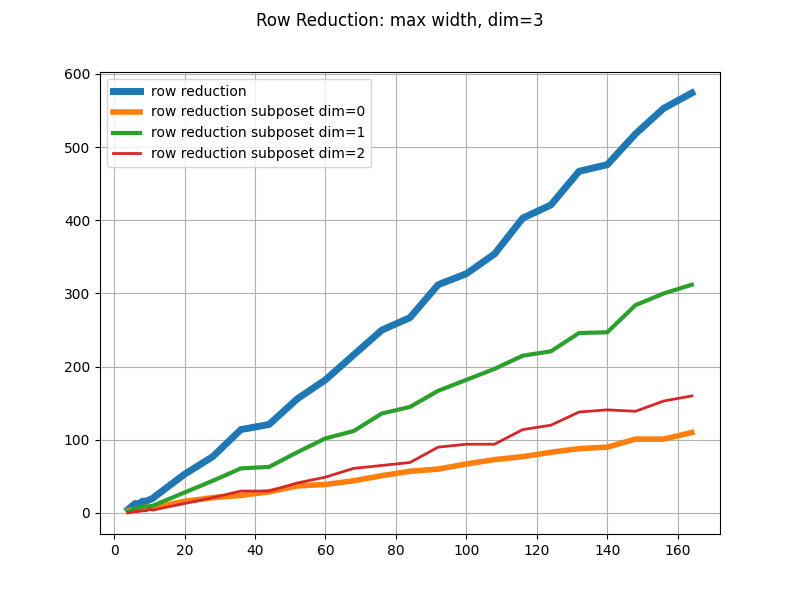 Row Reduction: max width, dim=3
600
500
400
300
200
100
0
row reduction
row reduction subposet dim=0
row reduction subposet dim=1
row reduction subposet dim=2
0 20 40 60 80 100 120 140 160